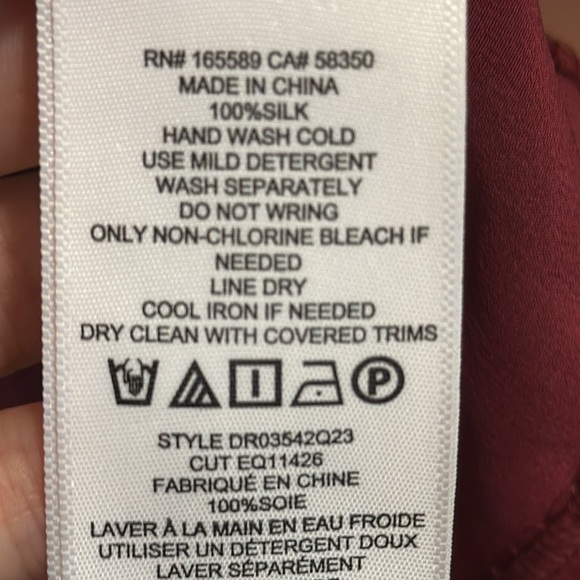 RN# 165589 CA# 58350
MADE IN CHINA
100%SILK
HAND WASH COLD
USE MILD DETERGENT
WASH SEPARATELY
DO NOT WRING
ONLY NON-CHLORINE BLEACH IF
NEEDED
LINE DRY
COOL IRON IF NEEDED
DRY CLEAN WITH COVERED TRIMS
P
STYLE DR03542Q23
CUT EQ11426
FABRIQUÉ EN CHINE
100%SOIE
LAVER À LA MAIN EN EAU FROIDE
UTILISER UN DÉTERGENT DOUX
LAVER SÉPARÉMENT